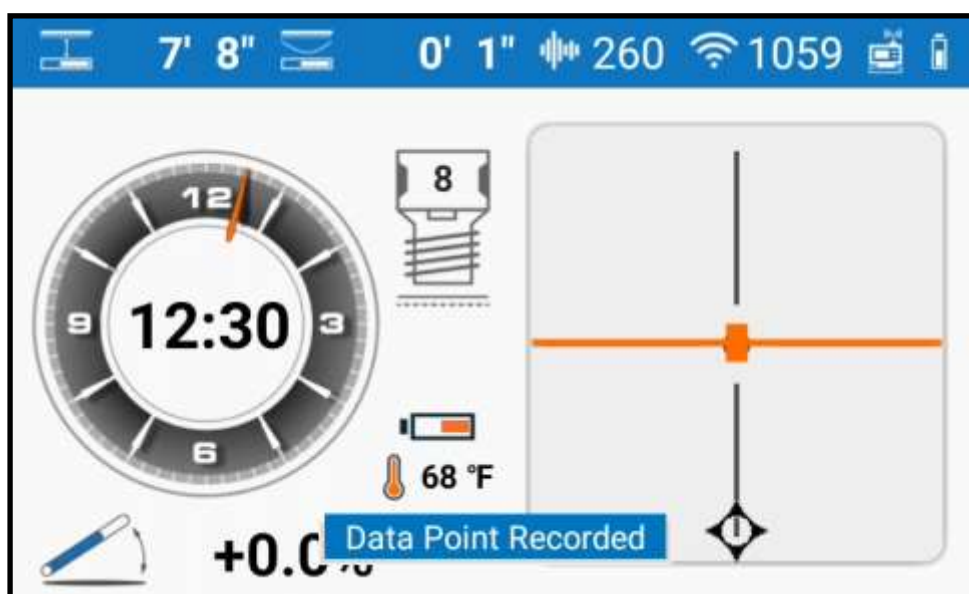 7' 8" 0' 1" 260 1059
12
3
6
9
12:30
8
68 °F
Data Point Recorded
+0.0%